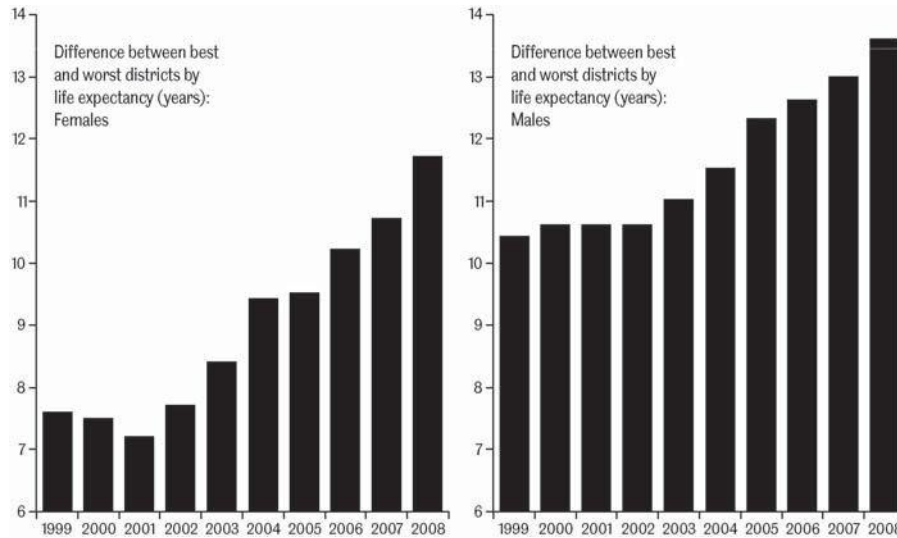 14
13
12
11
10
9
8
7
6
Difference between best
and worst districts by
life expectancy (years):
Females
1999 2000 2001 2002 2003 2004 2005 2006 2007 2008
14
13
12
11
10
9
8
7
6
Difference between best
and worst districts by
life expectancy (years):
Males
1999 2000 2001 2002 2003 2004 2005 2006 2007 2008